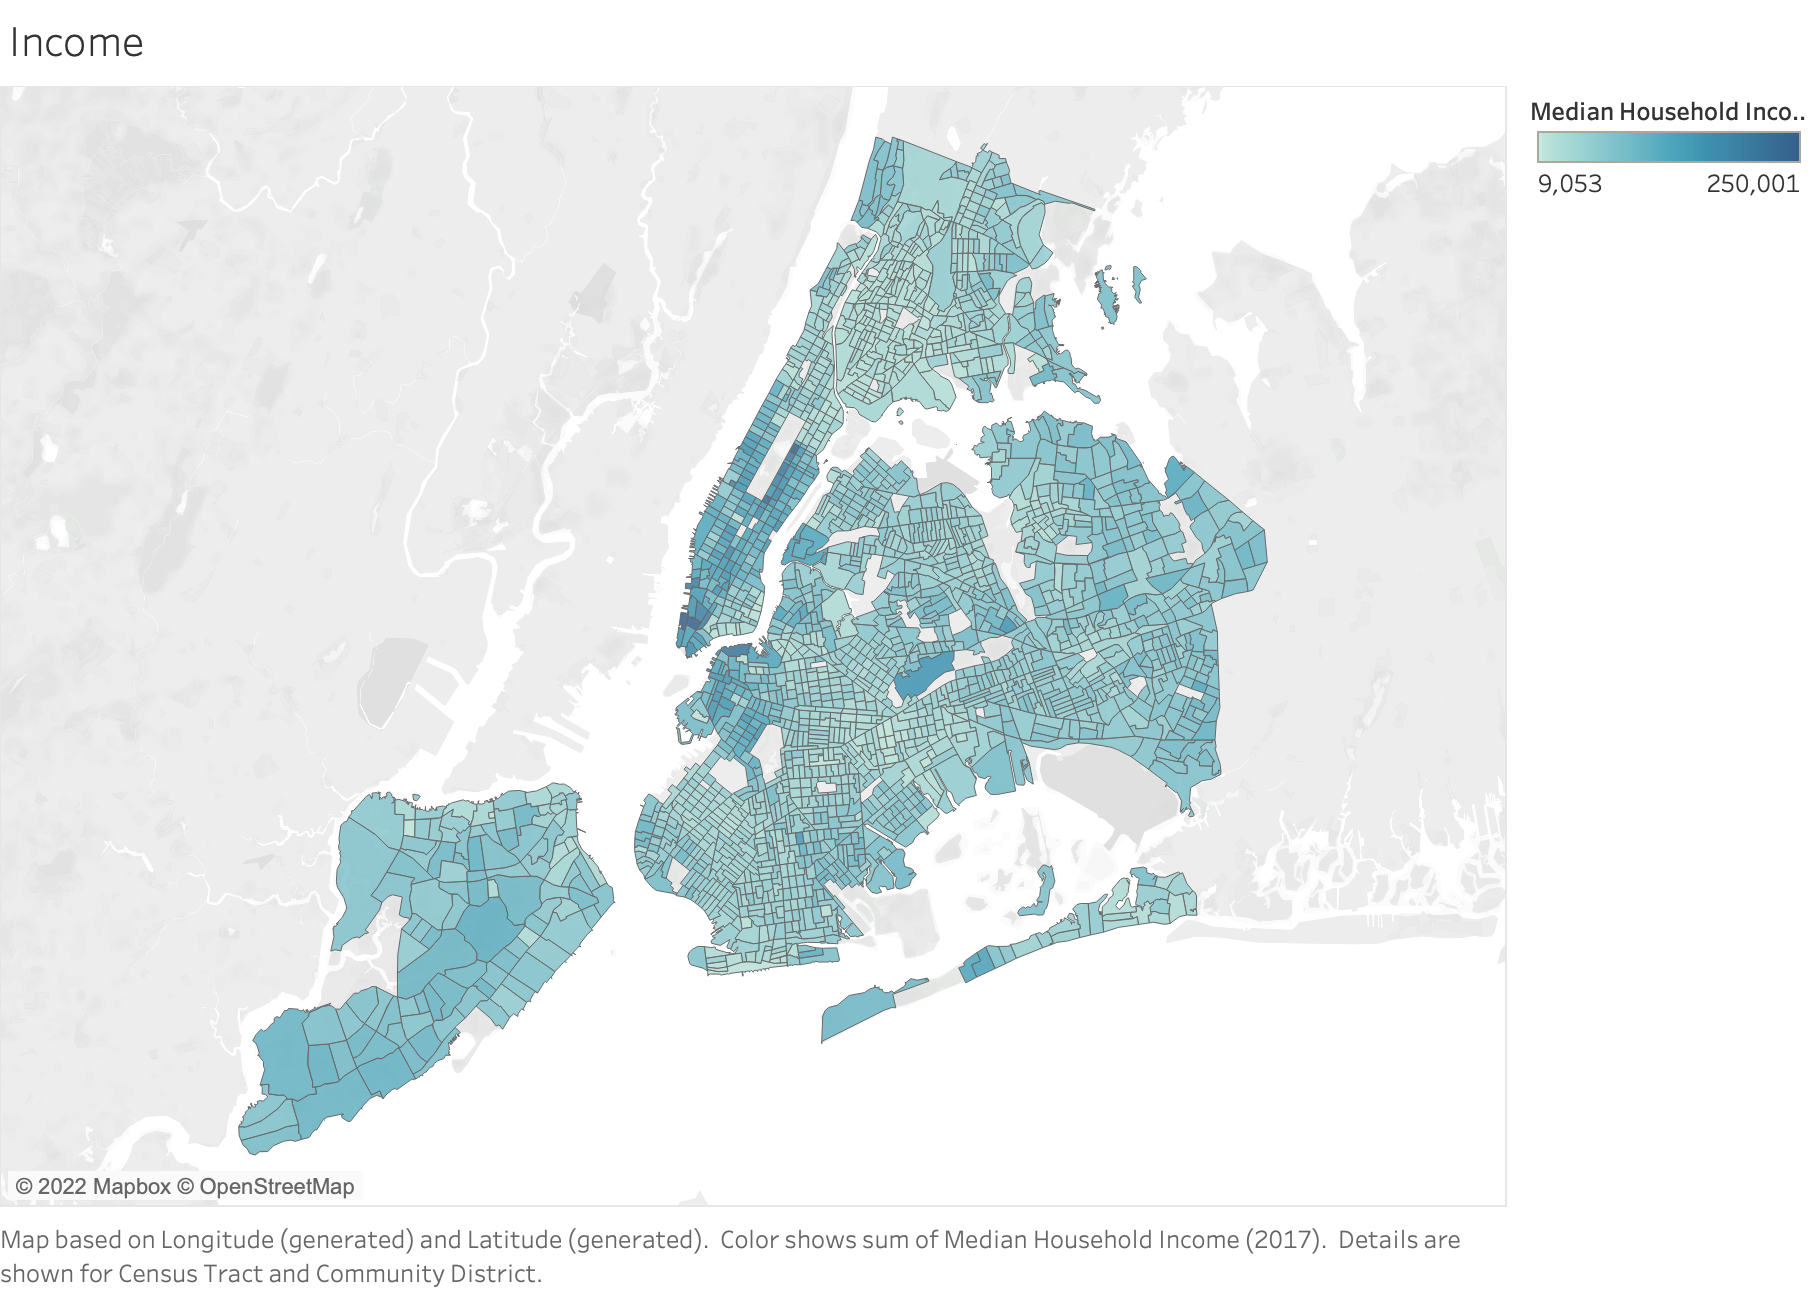 Income
Median Household Inco..
9,053 250,001
© 2022 Mapbox © OpenStreetMap
Map based on Longitude (generated) and Latitude (generated).  Color shows sum of Median Household Income (2017).  Details are
shown for Census Tract and Community District.